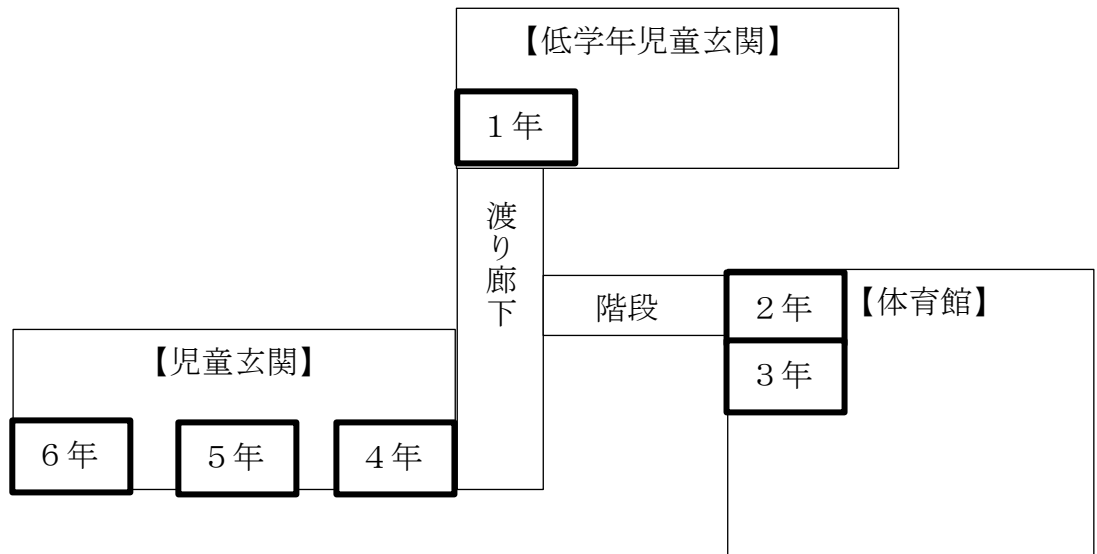 【低学年児童玄関】
１年
渡り廊下
階段
２年
【体育館】
３年
【児童玄関】
６年
５年
４年